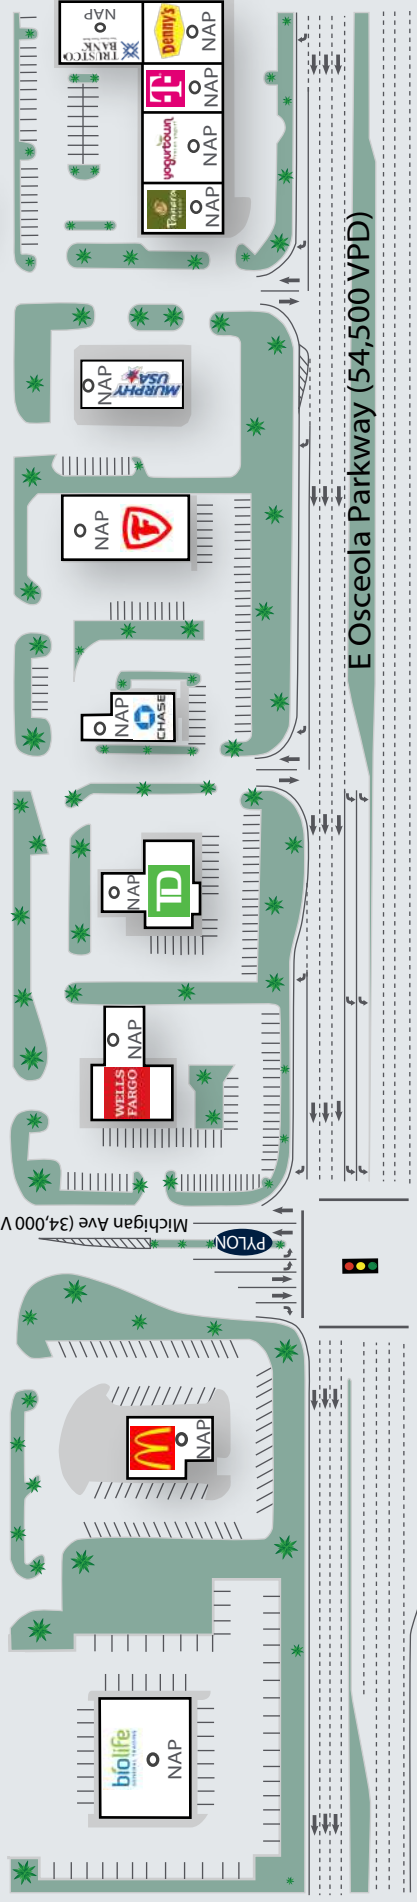 NAP
TRUSTCO
BANK
Denny's
NAP
T
NAP
yogurtown
NAP
Panera
NAP
E Osceola Parkway (54,500 VPD)
NAP
MURPHY
USA
NAP
F
NAP
CHASE
NAP
TD
NAP
WELLS
FARGO
Michigan Ave (34,000 V
PYLON
NAP
biolife
NAP